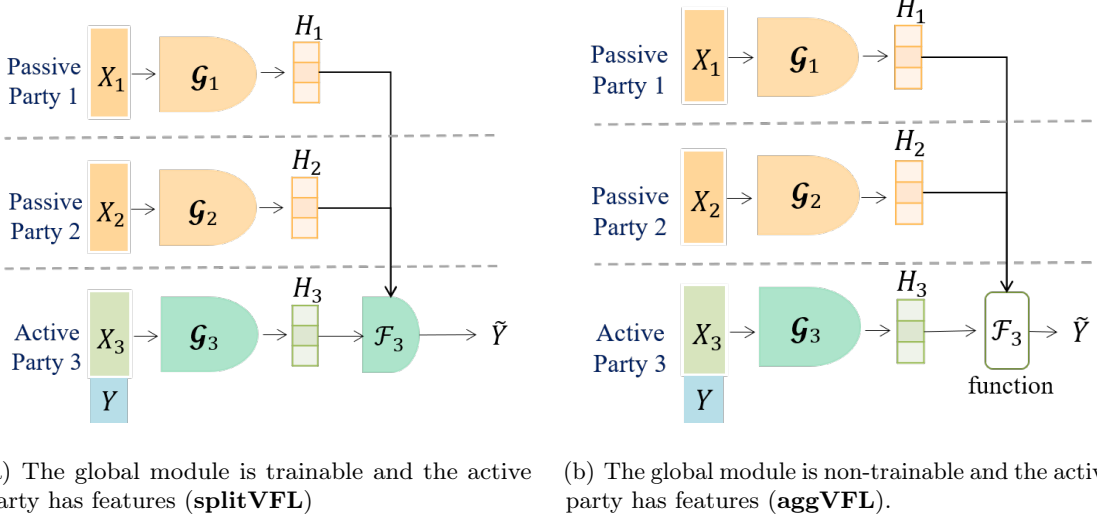 H₁
Passive
Party 1
X₁
𝒢₁
H₂
Passive
Party 2
X₂
𝒢₂
H₃
Active
Party 3
X₃
𝒢₃
ℱ₃
Ỹ
Y
) The global module is trainable and the active
party has features (splitVFL)
H₁
Passive
Party 1
X₁
𝒢₁
H₂
Passive
Party 2
X₂
𝒢₂
H₃
Active
Party 3
X₃
𝒢₃
ℱ₃
Ỹ
function
Y
(b) The global module is non-trainable and the active
party has features (aggVFL).